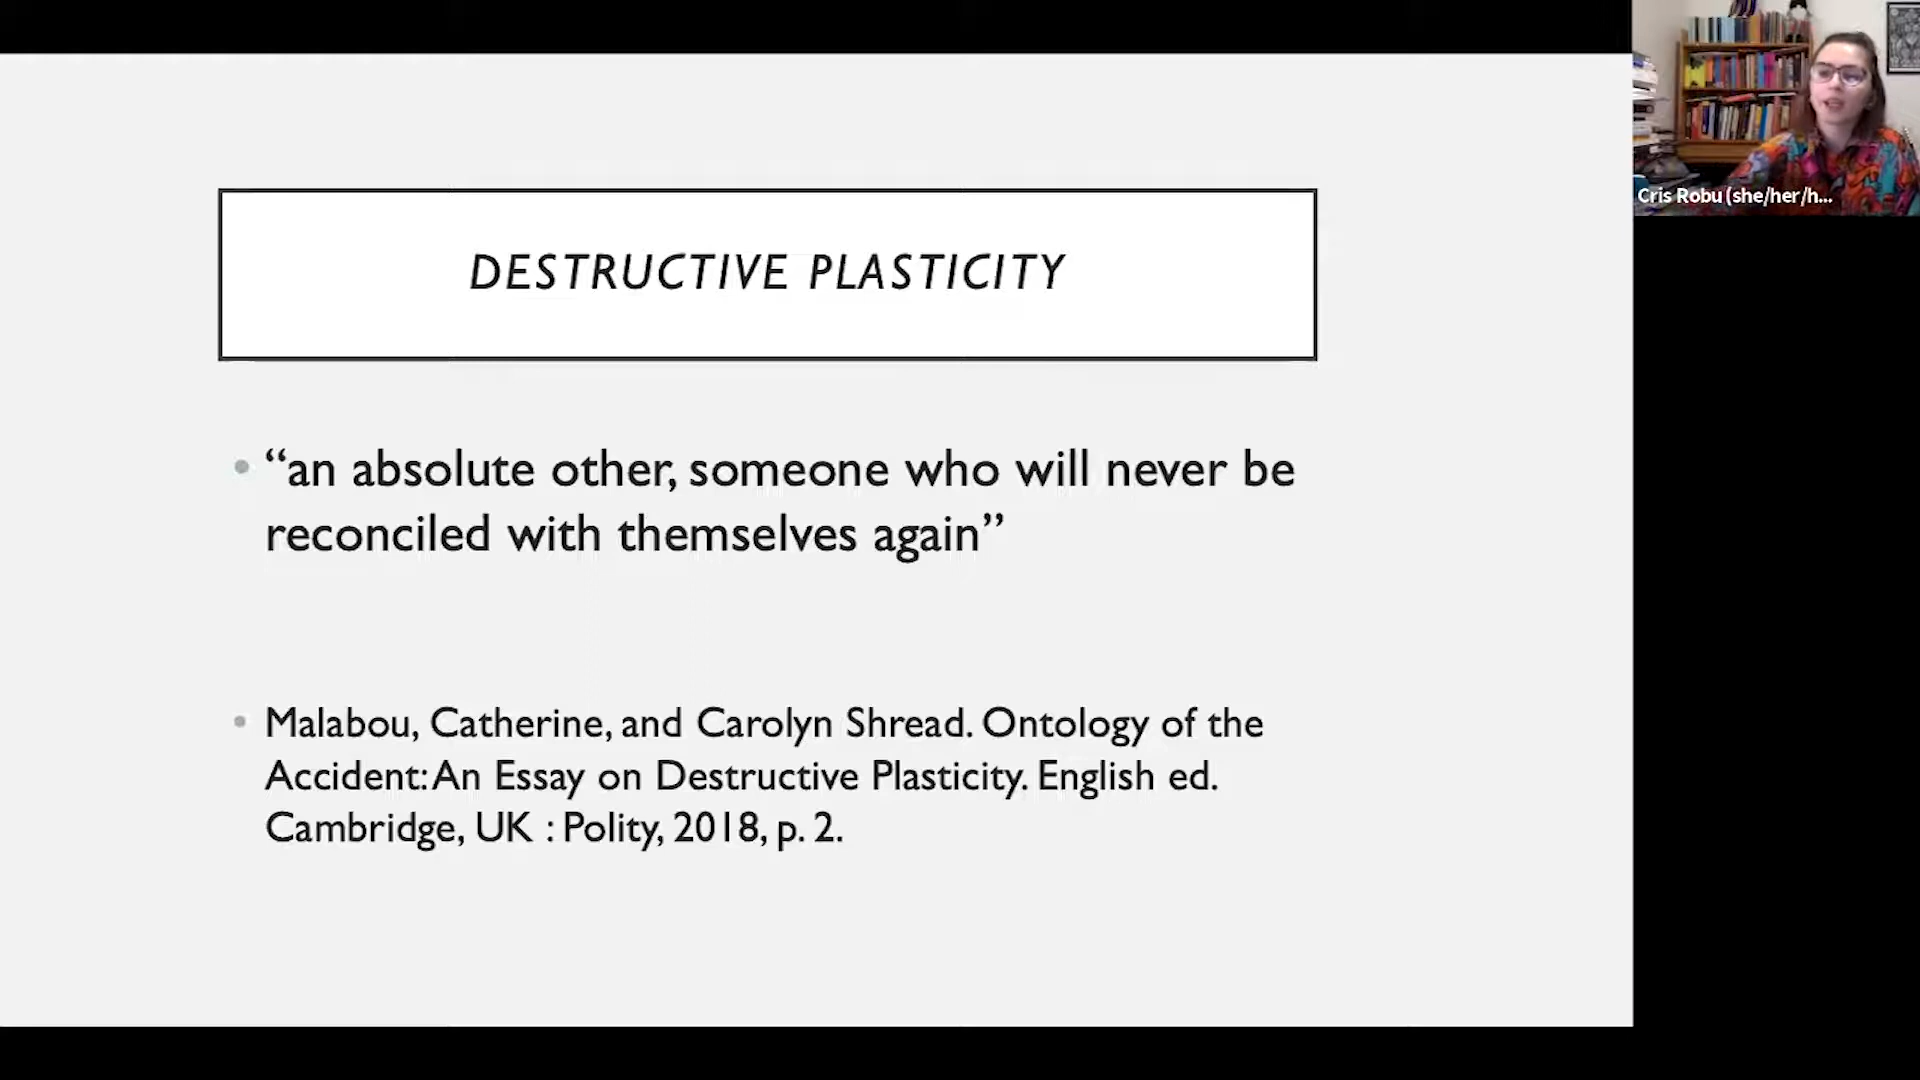 DESTRUCTIVE PLASTICITY
• “an absolute other, someone who will never be
reconciled with themselves again”
• Malabou, Catherine, and Carolyn Shread. Ontology of the
Accident: An Essay on Destructive Plasticity. English ed.
Cambridge, UK : Polity, 2018, p. 2.
Cris Robu (she/her/h...